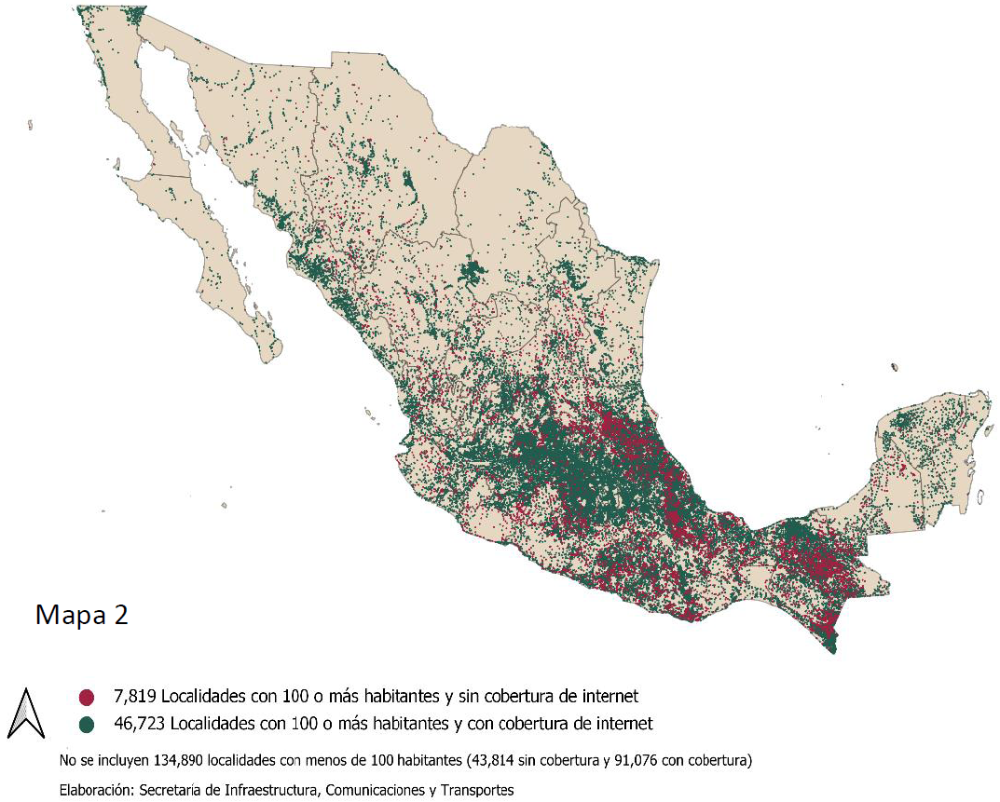 Mapa 2
7,819 Localidades con 100 o más habitantes y sin cobertura de internet
46,723 Localidades con 100 o más habitantes y con cobertura de internet
No se incluyen 134,890 localidades con menos de 100 habitantes (43,814 sin cobertura y 91,076 con cobertura)
Elaboración: Secretaría de Infraestructura, Comunicaciones y Transportes